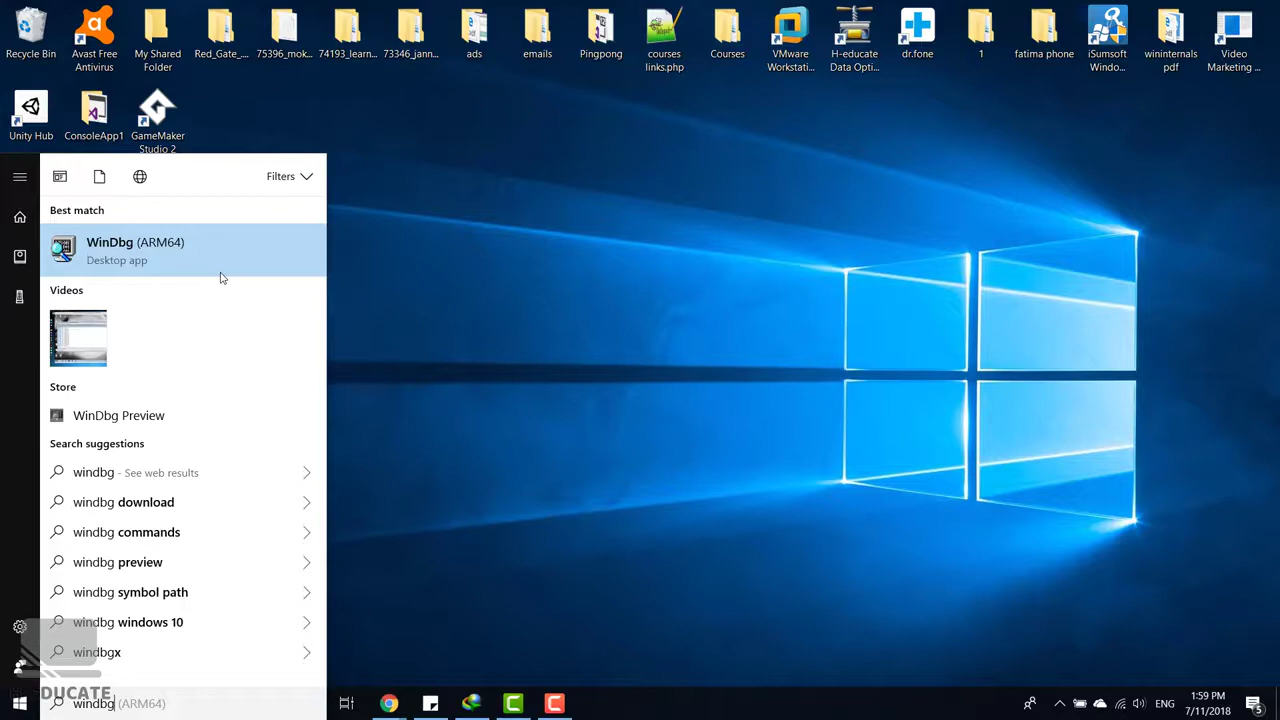 Recycle Bin
Avast Free
Antivirus
My Shared
Folder
Red_Gate_...
75396_mok...
74193_learn...
73346_jann...
ads
emails
Pingpong
Courses
links.php
Courses
VMware
Workstati...
H-educate
Data Opti...
dr.fone
1
fatima phone
iSumsoft
Windo...
wininternals
pdf
Video
Marketing ...
Unity Hub
ConsoleApp1
GameMaker
Studio 2
Filters
Best match
WinDbg (ARM64)
Desktop app
Videos
Store
WinDbg Preview
Search suggestions
windbg - See web results
windbg download
windbg commands
windbg preview
windbg symbol path
windbg windows 10
windbgx
DUCATE
windbg (ARM64)
ENG
1:59 PM
7/11/2018
5